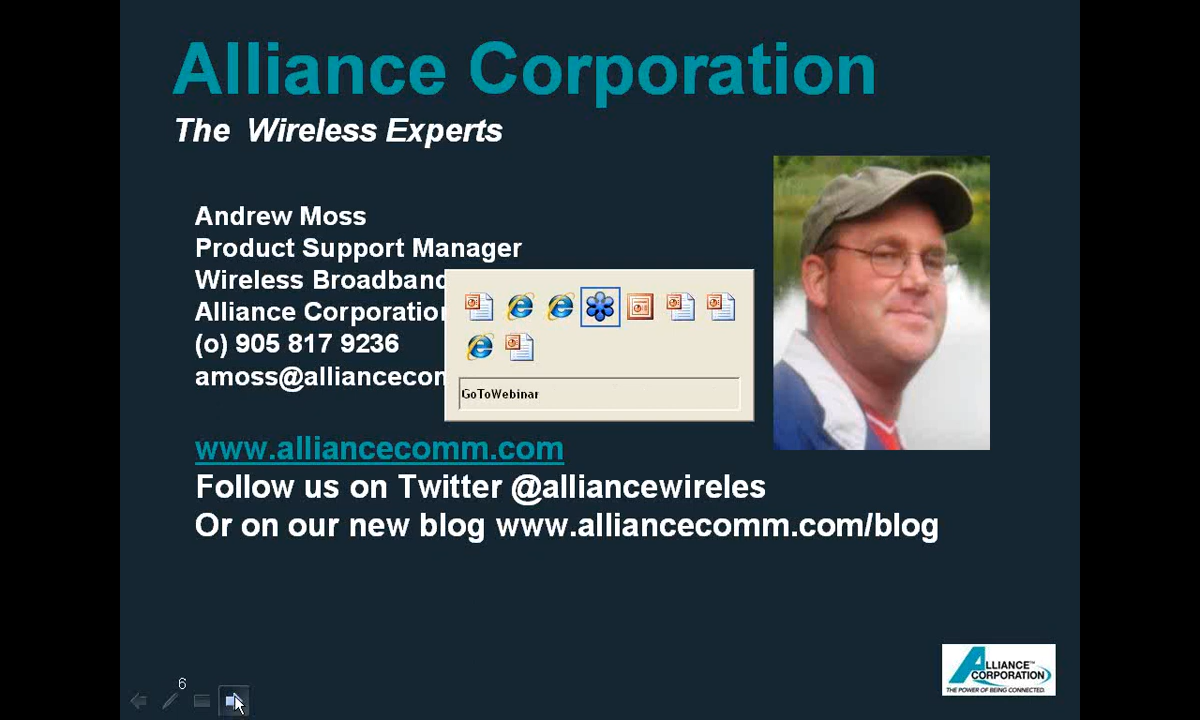 Alliance Corporation
The Wireless Experts
Andrew Moss
Product Support Manager
Wireless Broadband
Alliance Corporation
(o) 905 817 9236
amoss@alliancecom
GoToWebinar
www.alliancecomm.com
Follow us on Twitter @alliancewireles
Or on our new blog www.alliancecomm.com/blog
6
ALLIANCE™
CORPORATION
THE POWER OF BEING CONNECTED.